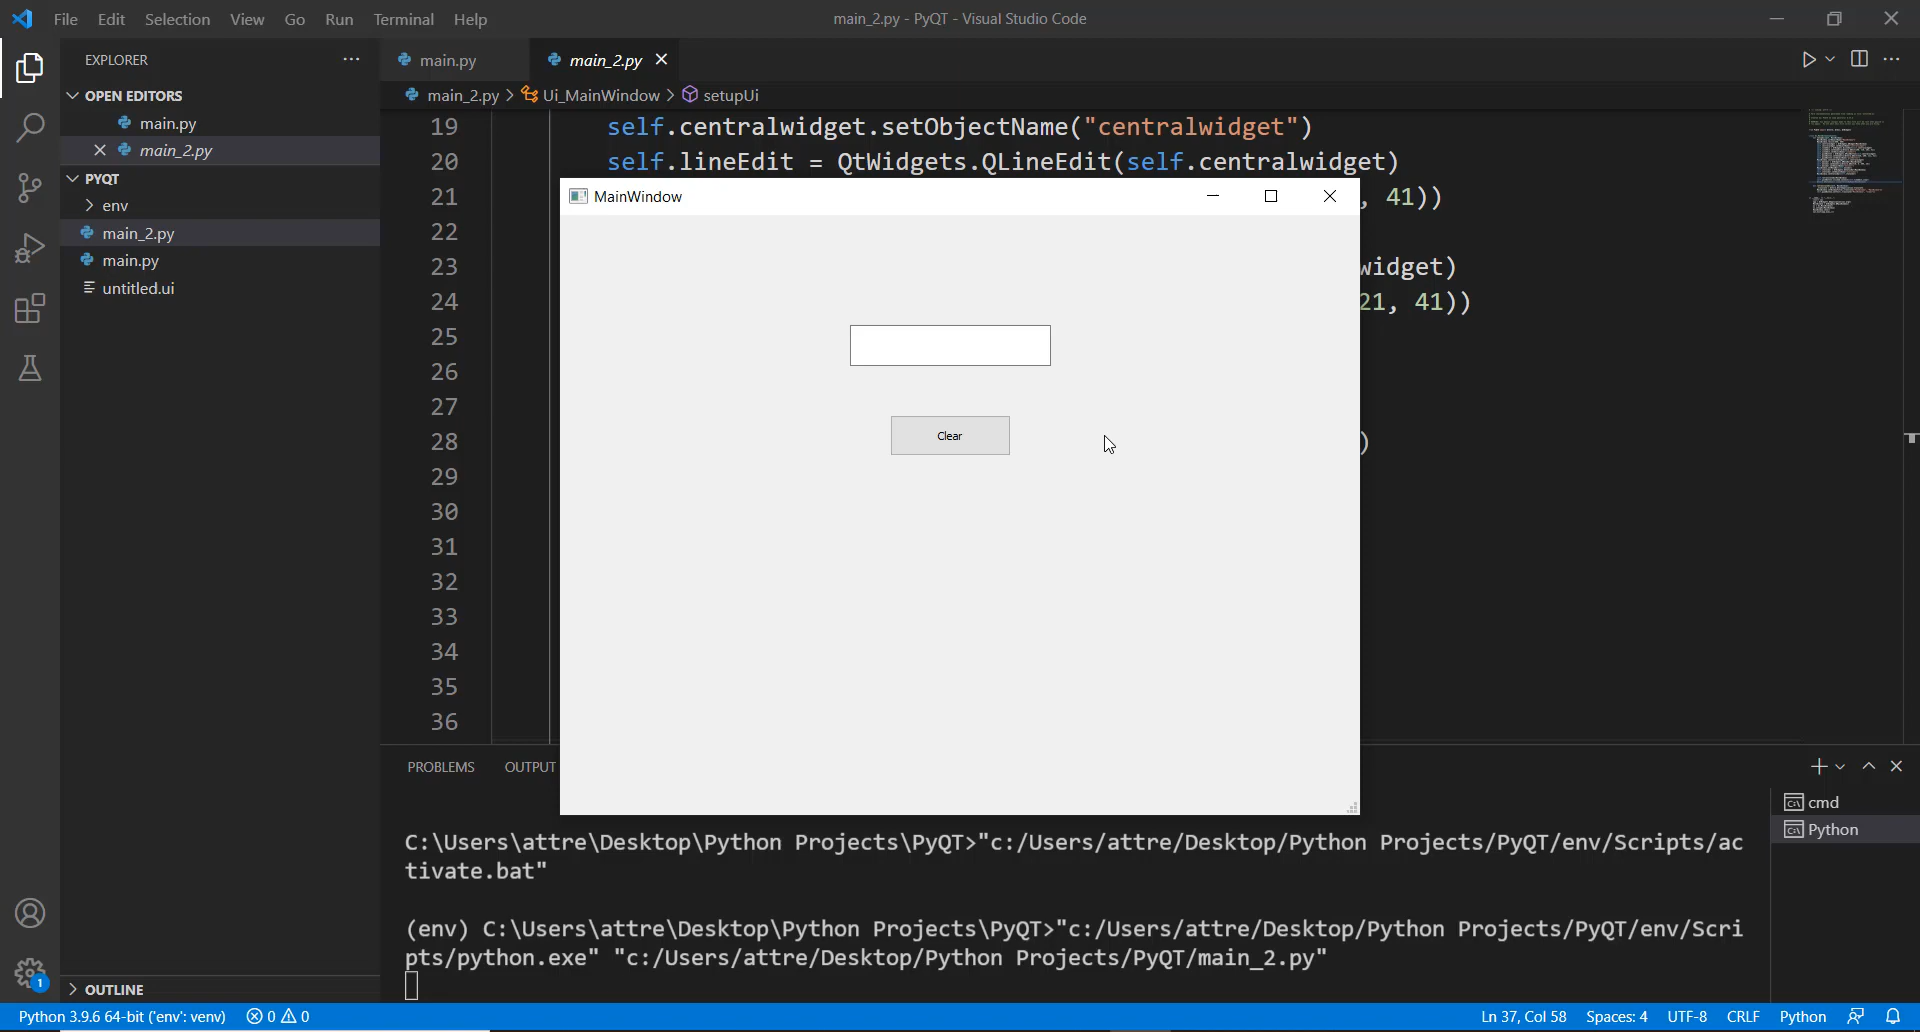 File Edit Selection View Go Run Terminal Help
main_2.py - PyQT - Visual Studio Code
EXPLORER
OPEN EDITORS
main.py
main_2.py
PYQT
env
main_2.py
main.py
untitled.ui
OUTLINE
main.py
main_2.py
main_2.py Ui_MainWindow setupUi
19 self.centralwidget.setObjectName("centralwidget")
20 self.lineEdit = QtWidgets.QLineEdit(self.centralwidget)
21 , 41))
22
23 widget)
24 21, 41))
25
26
27
28 )
29
30
31
32
33
34
35
36
MainWindow
Clear
PROBLEMS OUTPUT
C:\Users\attre\Desktop\Python Projects\PyQT>"c:/Users/attre/Desktop/Python Projects/PyQT/env/Scripts/ac
tivate.bat"
(env) C:\Users\attre\Desktop\Python Projects\PyQT>"c:/Users/attre/Desktop/Python Projects/PyQT/env/Scri
pts/python.exe" "c:/Users/attre/Desktop/Python Projects/PyQT/main_2.py"
cmd
Python
1
Python 3.9.6 64-bit ('env': venv) 0 0
Ln 37, Col 58 Spaces: 4 UTF-8 CRLF Python